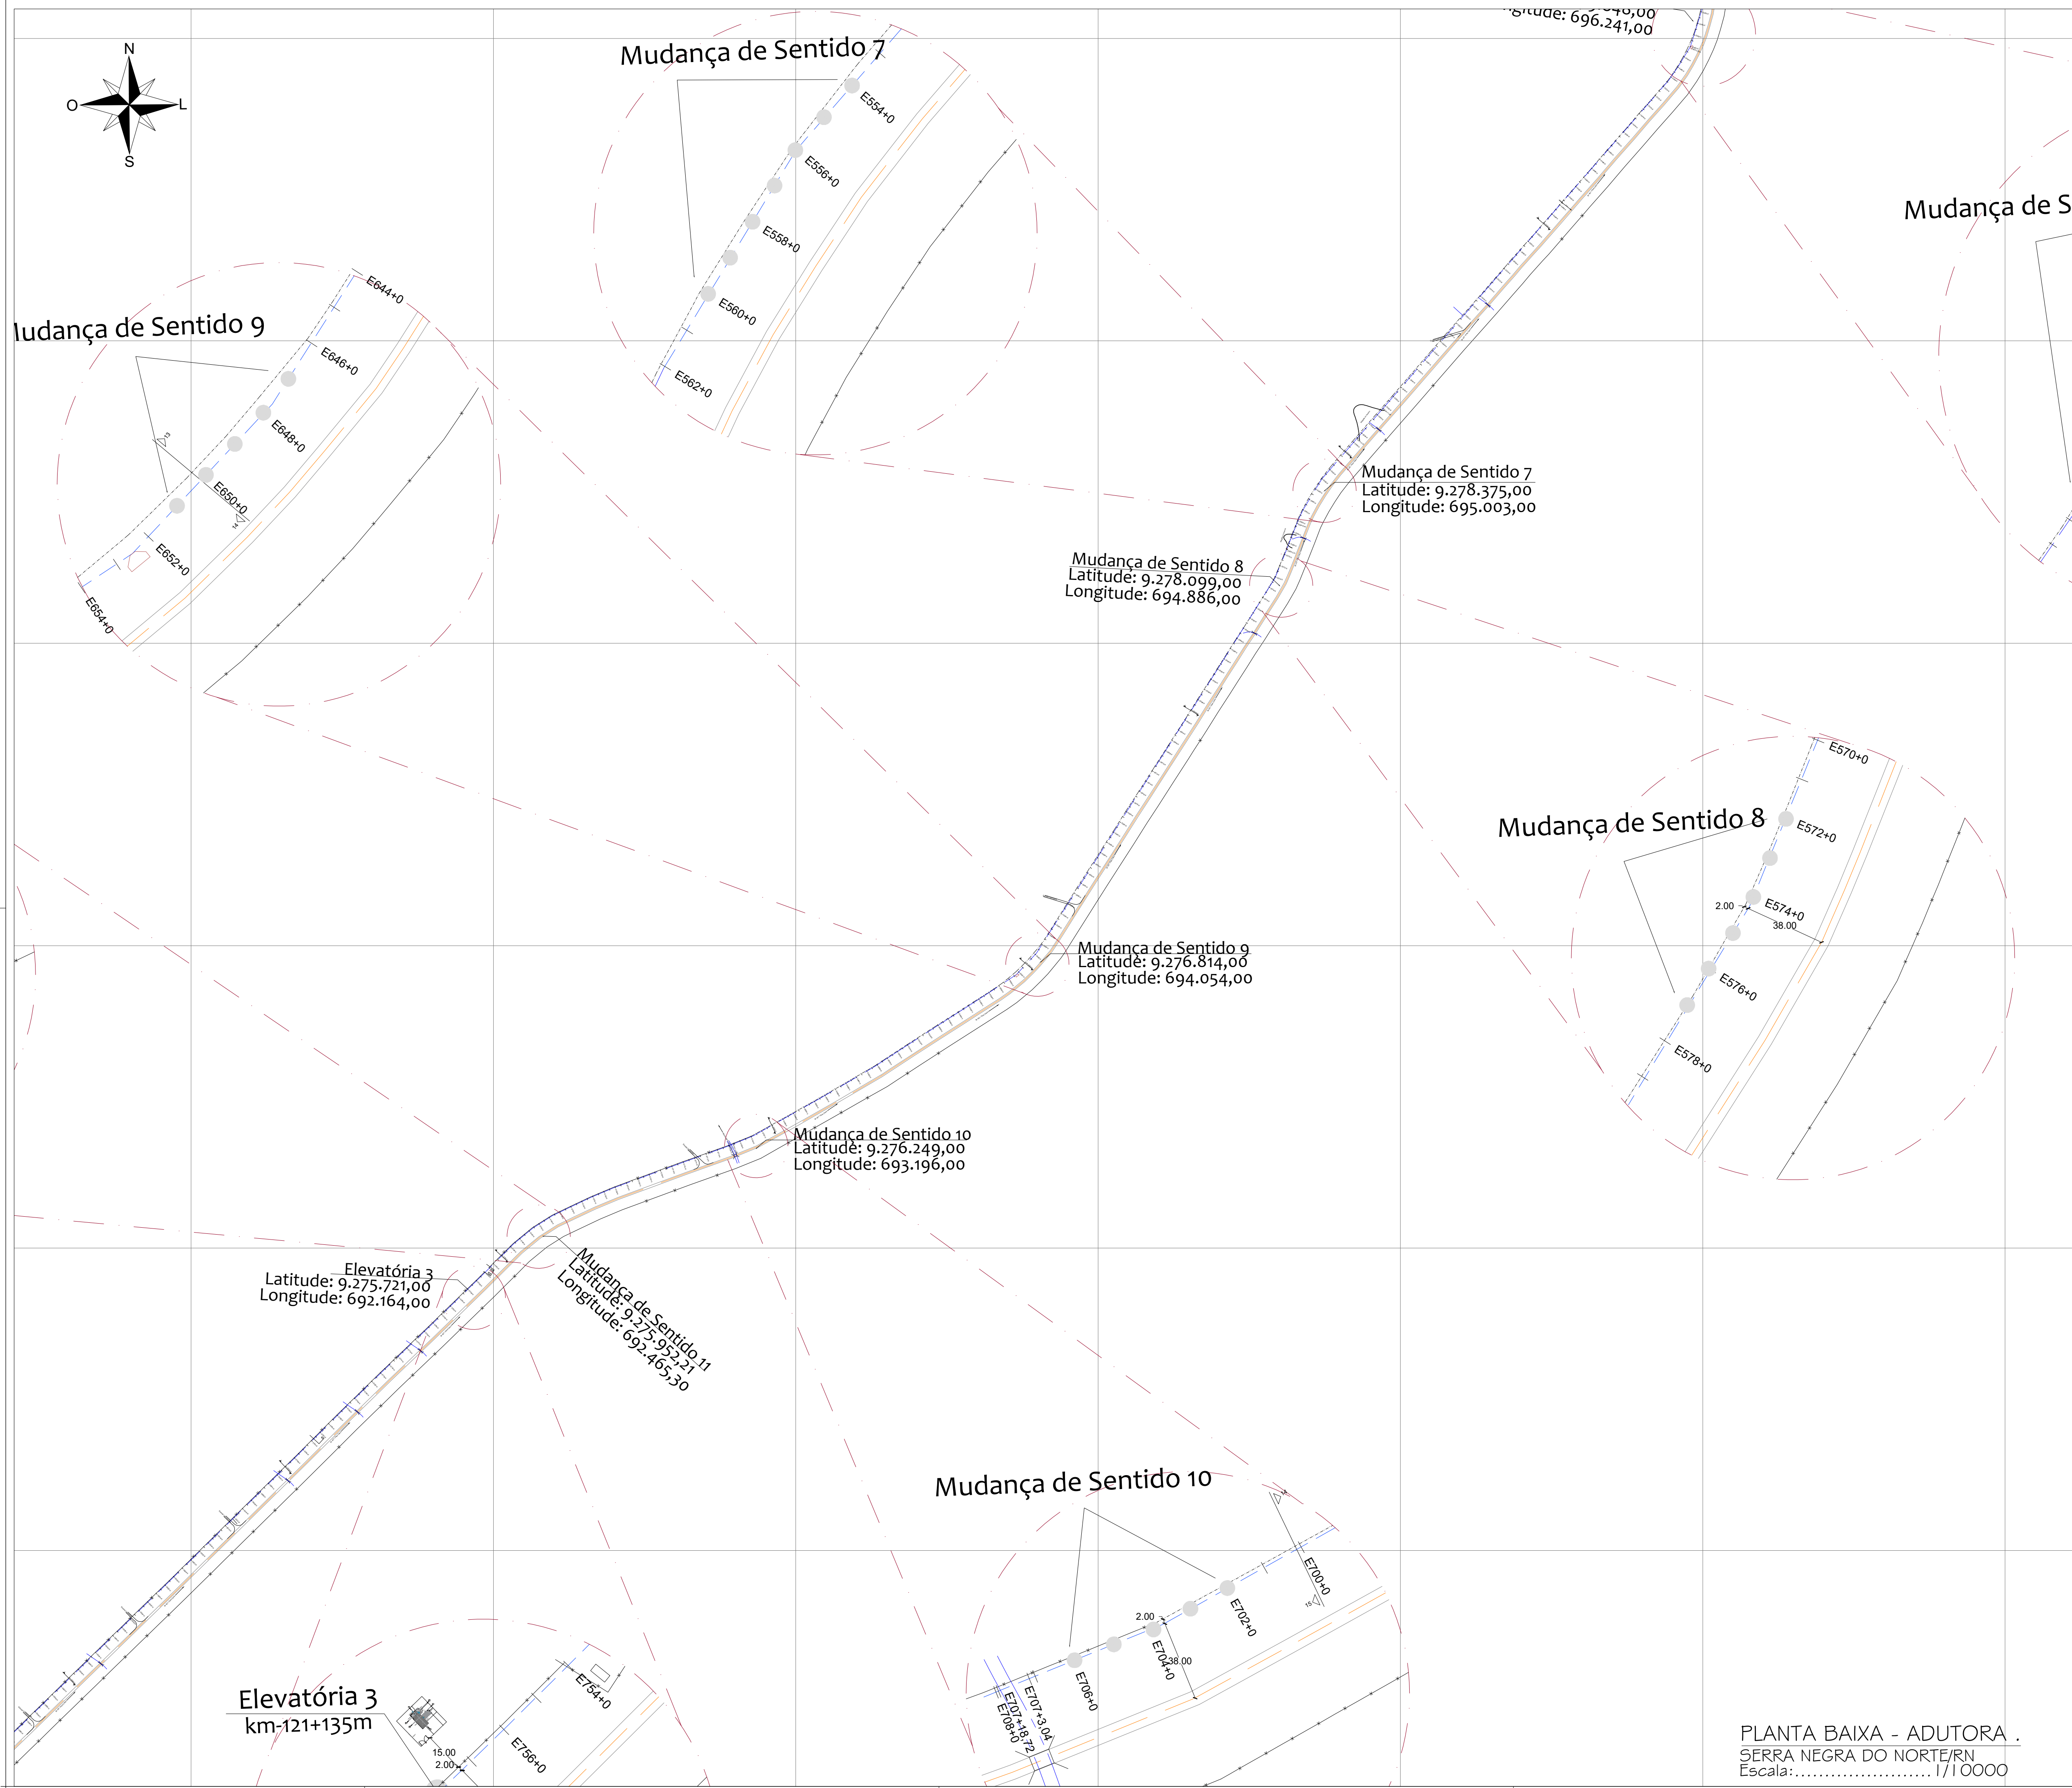 N
O
L
S
Mudança de Sentido 7
E554+0
E556+0
E558+0
E560+0
E562+0
696.241,00
Mudança de S
Mudança de Sentido 9
E644+0
E646+0
E648+0
13
E650+0
14
E652+0
E654+0
Mudança de Sentido 7
Latitude: 9.278.375,00
Longitude: 695.003,00
Mudança de Sentido 8
Latitude: 9.278.099,00
Longitude: 694.886,00
Mudança de Sentido 8
E570+0
E572+0
2.00
E574+0
38.00
E576+0
E578+0
Mudança de Sentido 9
Latitude: 9.276.814,00
Longitude: 694.054,00
Mudança de Sentido 10
Latitude: 9.276.249,00
Longitude: 693.196,00
Elevatória 3
Latitude: 9.275.721,00
Longitude: 692.164,00
Mudança de Sentido 11
Latitude: 9.275.952,21
Longitude: 692.465,30
Mudança de Sentido 10
14
E700+0
15
E702+0
2.00
E704+0
38.00
E706+0
E707+3.04
E707+18.72
E708+0
Elevatória 3
km-121+135m
E754+0
E756+0
15.00
2.00
PLANTA BAIXA - ADUTORA .
SERRA NEGRA DO NORTE/RN
Escala:.......................1/10000